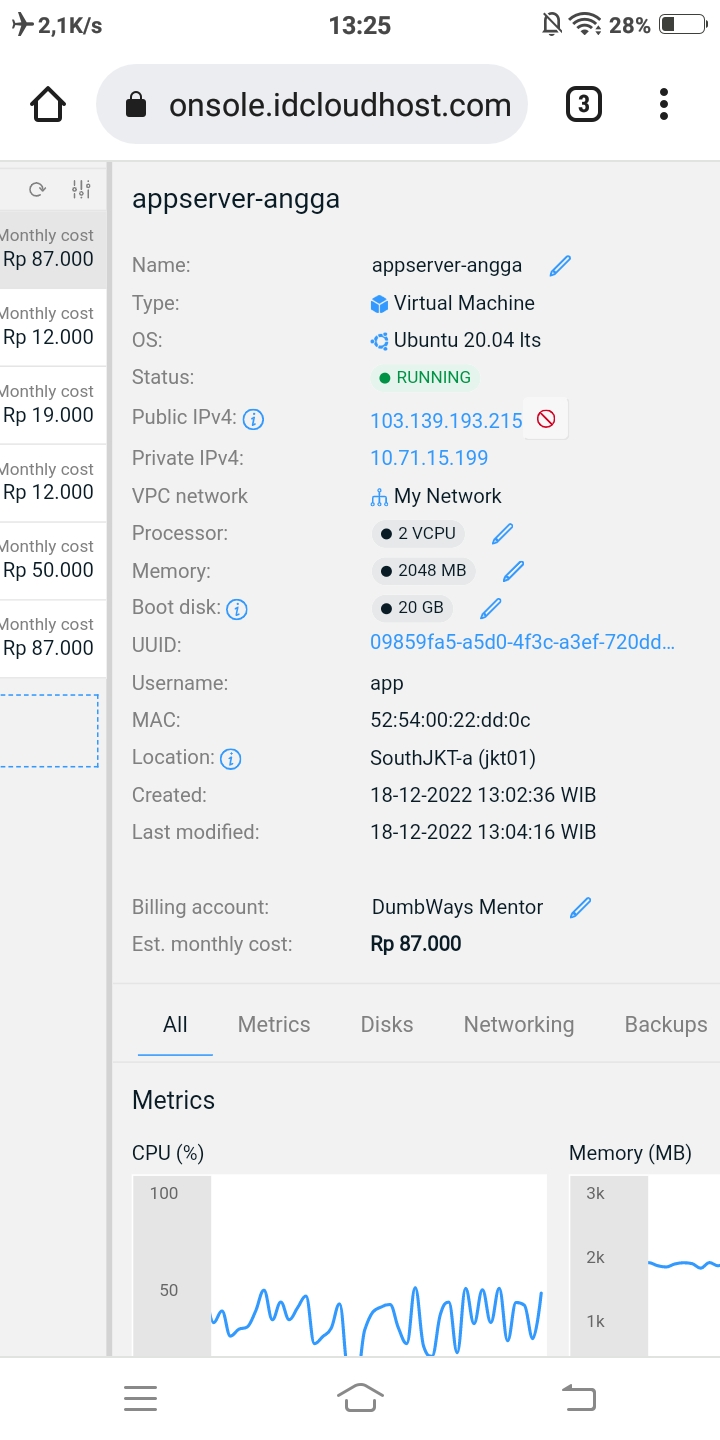 2,1K/s 13:25 28%
onsole.idcloudhost.com 3
Monthly cost
Rp 87.000
Monthly cost
Rp 12.000
Monthly cost
Rp 19.000
Monthly cost
Rp 12.000
Monthly cost
Rp 50.000
Monthly cost
Rp 87.000
appserver-angga
Name: appserver-angga
Type: Virtual Machine
OS: Ubuntu 20.04 lts
Status: RUNNING
Public IPv4: 103.139.193.215
Private IPv4: 10.71.15.199
VPC network My Network
Processor: 2 VCPU
Memory: 2048 MB
Boot disk: 20 GB
UUID: 09859fa5-a5d0-4f3c-a3ef-720dd...
Username: app
MAC: 52:54:00:22:dd:0c
Location: SouthJKT-a (jkt01)
Created: 18-12-2022 13:02:36 WIB
Last modified: 18-12-2022 13:04:16 WIB
Billing account: DumbWays Mentor
Est. monthly cost: Rp 87.000
All Metrics Disks Networking Backups
Metrics
CPU (%)
100
50
Memory (MB)
3k
2k
1k